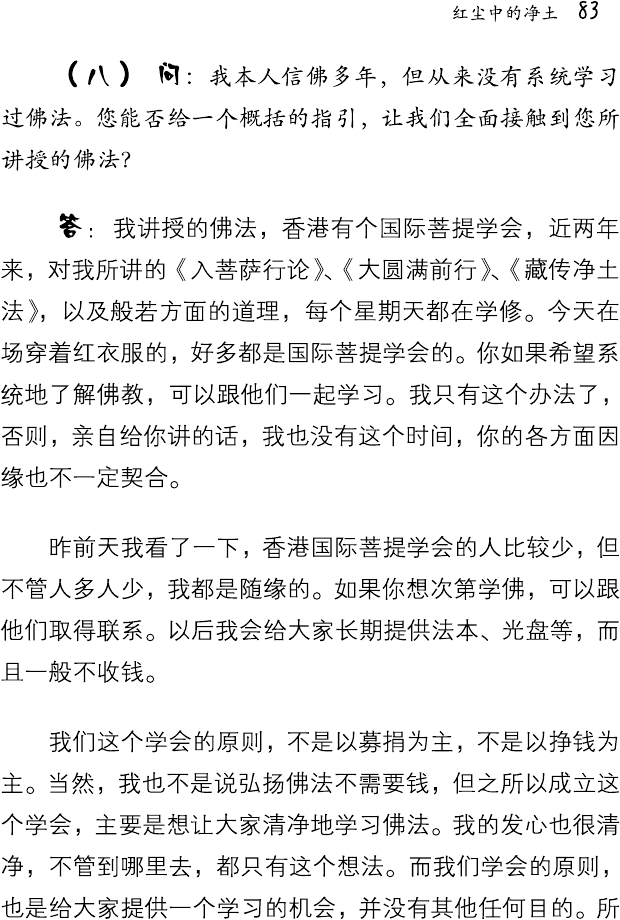 红尘中的净土 83
（八） 问：我本人信佛多年，但从来没有系统学习
过佛法。您能否给一个概括的指引，让我们全面接触到您所
讲授的佛法？
答：我讲授的佛法，香港有个国际菩提学会，近两年
来，对我所讲的《入菩萨行论》、《大圆满前行》、《藏传净土
法》，以及般若方面的道理，每个星期天都在学修。今天在
场穿着红衣服的，好多都是国际菩提学会的。你如果希望系
统地了解佛教，可以跟他们一起学习。我只有这个办法了，
否则，亲自给你讲的话，我也没有这个时间，你的各方面因
缘也不一定契合。
昨前天我看了一下，香港国际菩提学会的人比较少，但
不管人多人少，我都是随缘的。如果你想次第学佛，可以跟
他们取得联系。以后我会给大家长期提供法本、光盘等，而
且一般不收钱。
我们这个学会的原则，不是以募捐为主，不是以挣钱为
主。当然，我也不是说弘扬佛法不需要钱，但之所以成立这
个学会，主要是想让大家清净地学习佛法。我的发心也很清
净，不管到哪里去，都只有这个想法。而我们学会的原则，
也是给大家提供一个学习的机会，并没有其他任何目的。所